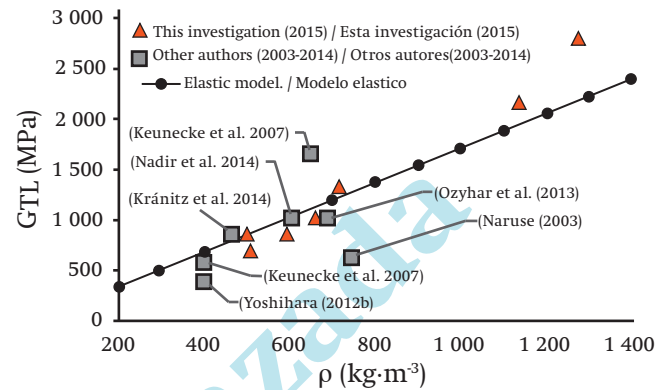 3 000
This investigation (2015) / Esta investigación (2015)
Other authors (2003-2014) / Otros autores(2003-2014)
2 500
Elastic model. / Modelo elastico
2 000
(Keunecke et al. 2007)
1 500
(Nadir et al. 2014)
(Kránitz et al. 2014)
(Ozyhar et al. (2013)
1 000
(Naruse (2003)
500
(Keunecke et al. 2007)
(Yoshihara (2012b)
0
GTL (MPa)
200 400 600 800 1 000 1 200 1 400
ρ (kg·m-3)